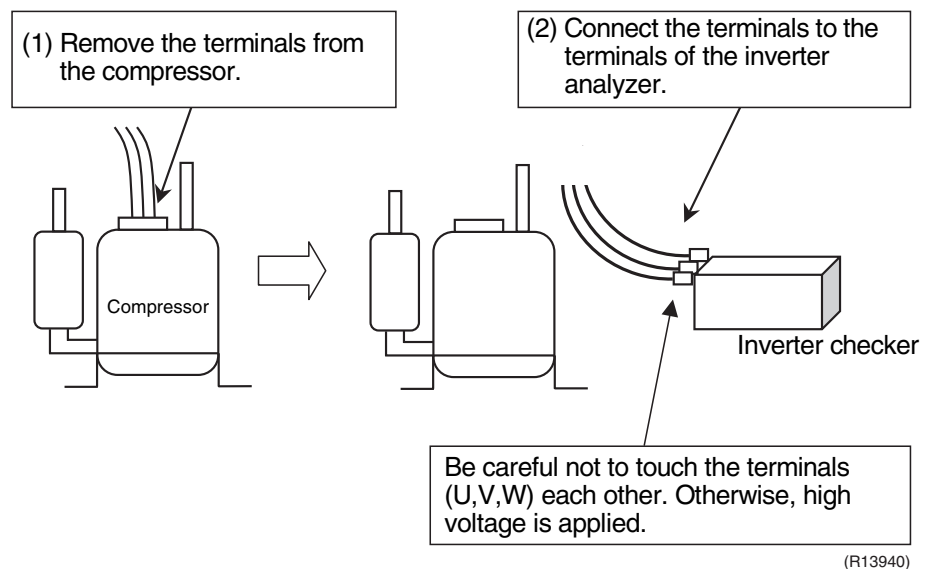 (1) Remove the terminals from
the compressor.
(2) Connect the terminals to the
terminals of the inverter
analyzer.
Compressor
Inverter checker
Be careful not to touch the terminals
(U,V,W) each other. Otherwise, high
voltage is applied.
(R13940)